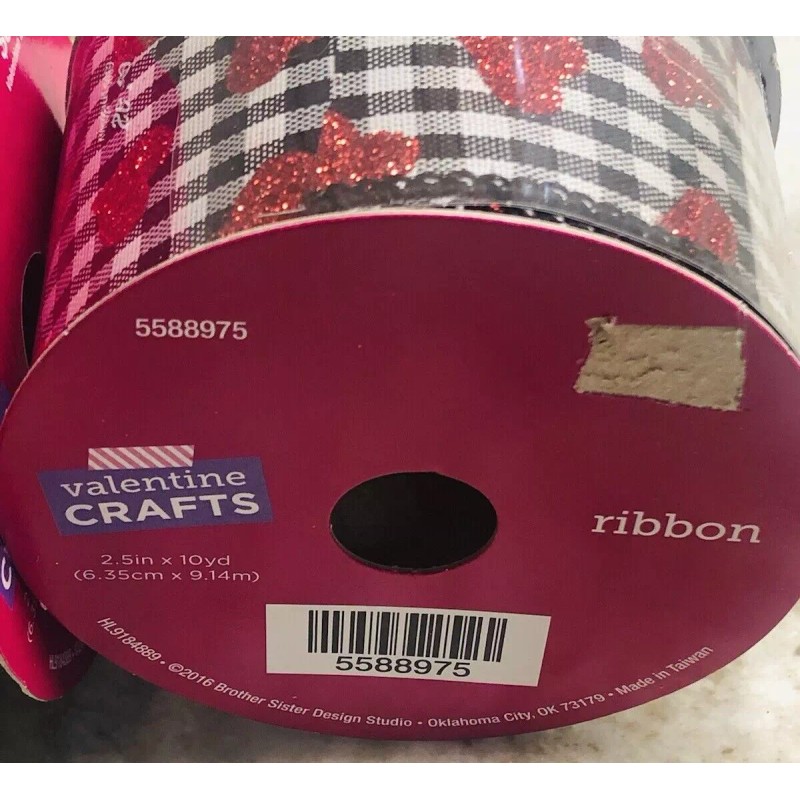 5588975
valentine
CRAFTS
2.5in x 10yd
(6.35cm x 9.14m)
ribbon
5588975
HL9184889 • ©2016 Brother Sister Design Studio • Oklahoma City, OK 73179 • Made in Taiwan